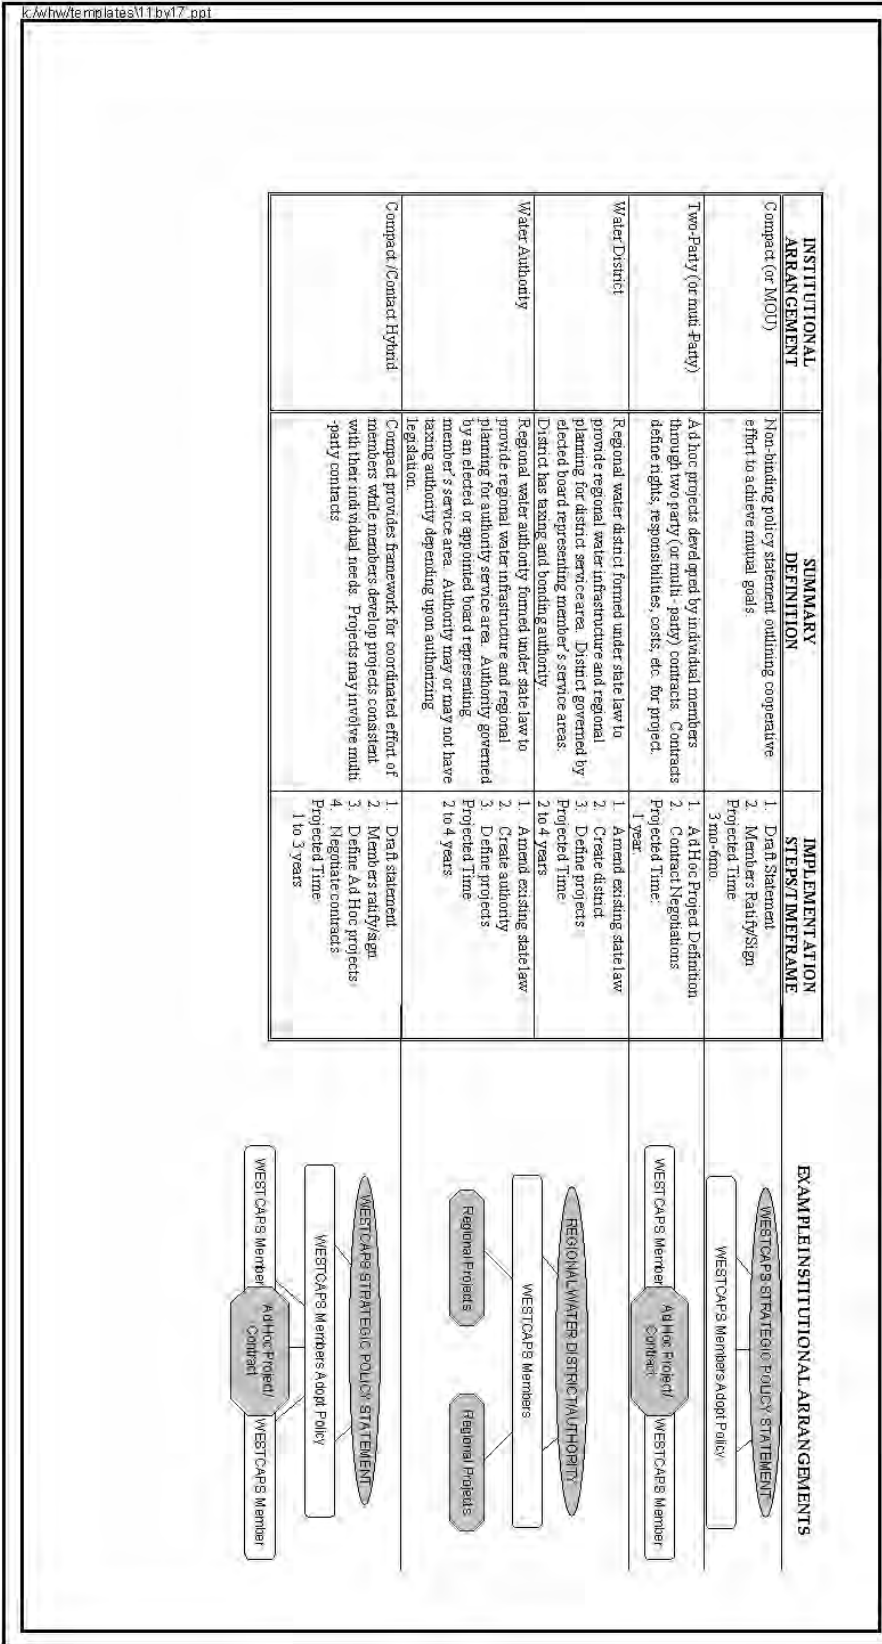 k:/whw/templates\11by17.ppt
INSTITUTIONAL
ARRANGEMENT
SUMMARY
DEFINITION
IMPLEMENTATION
STEPS/TIMEFRAME
EXAMPLE INSTITUTIONAL ARRANGEMENTS
Compact (or MOU)
Non-binding policy statement outlining cooperative
effort to achieve mutual goals.
1. Draft Statement
2. Members Ratify/Sign
Projected Time
3 mo-6mo.
WESTCAPS STRATEGIC POLICY STATEMENT
WESTCAPS Members Adopt Policy
Two-Party (or muti-Party)
Ad hoc projects developed by individual members
through two party (or multi-party) contracts. Contracts
define rights, responsibilities, costs, etc. for project.
1. Ad Hoc Project Definition
2. Contract Negotiations
Projected Time:
1 year.
WESTCAPS Member
Ad Hoc Project/
Contract
WESTCAPS Member
Water District
Regional water district formed under state law to
provide regional water infrastructure and regional
planning for district service area. District governed by
elected board representing member's service areas.
District has taxing and bonding authority.
1. Amend existing state law
2. Create district
3. Define projects
Projected Time:
2 to 4 years
REGIONAL WATER DISTRICT/AUTHORITY
WESTCAPS Members
Regional Projects
Regional Projects
Water Authority
Regional water authority formed under state law to
provide regional water infrastructure and regional
planning for authority service area. Authority governed
by an elected or appointed board representing
member's service area. Authority may or may not have
taxing authority depending upon authorizing
legislation.
1. Amend existing state law
2. Create authority
3. Define projects
Projected Time
2 to 4 years
Compact /Contact Hybrid
Compact provides framework for coordinated effort of
members while members develop projects consistent
with their individual needs. Projects may involve multi
-party contracts
1. Draft statement
2. Members ratify/sign
3. Define Ad Hoc projects
4. Negotiate contracts
Projected Time
1 to 3 years
WESTCAPS STRATEGIC POLICY STATEMENT
WESTCAPS Members Adopt Policy
WESTCAPS Member
Ad Hoc Project/
Contract
WESTCAPS Member